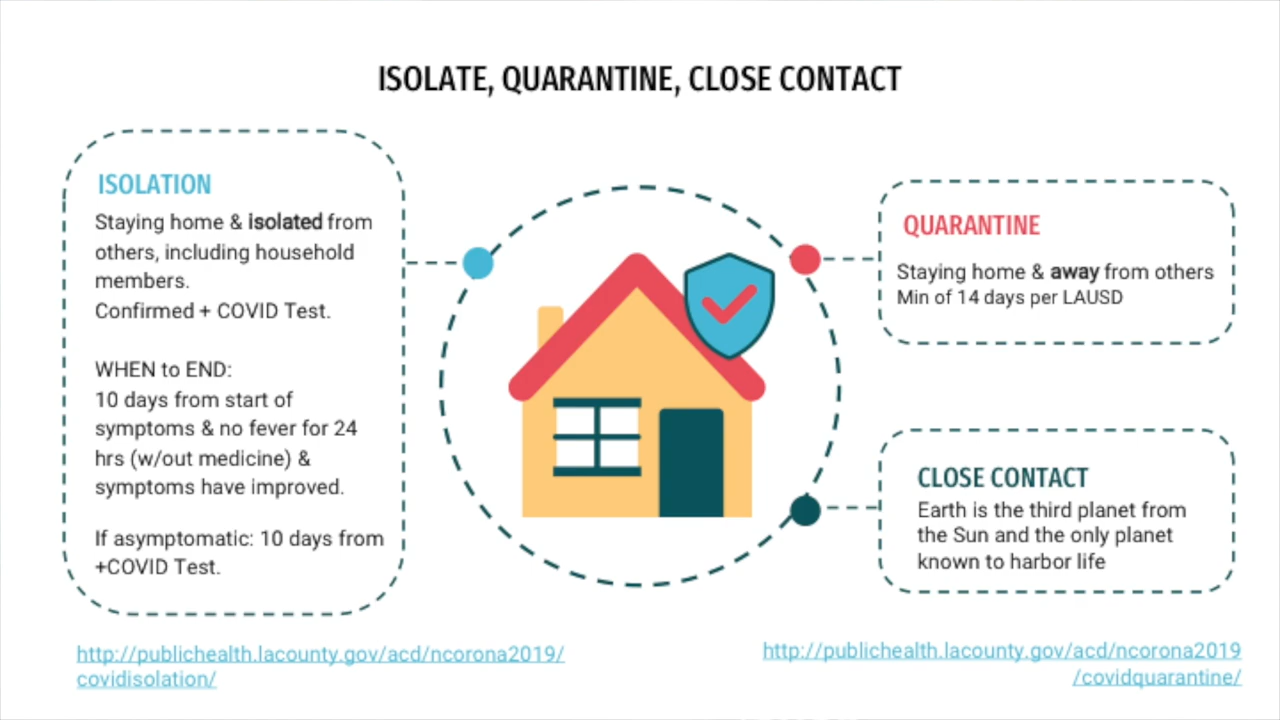 ISOLATE, QUARANTINE, CLOSE CONTACT
ISOLATION
Staying home & isolated from
others, including household
members.
Confirmed + COVID Test.
WHEN to END:
10 days from start of
symptoms & no fever for 24
hrs (w/out medicine) &
symptoms have improved.
If asymptomatic: 10 days from
+COVID Test.
QUARANTINE
Staying home & away from others
Min of 14 days per LAUSD
CLOSE CONTACT
Earth is the third planet from
the Sun and the only planet
known to harbor life
http://publichealth.lacounty.gov/acd/ncorona2019/
covidisolation/
http://publichealth.lacounty.gov/acd/ncorona2019
/covidquarantine/